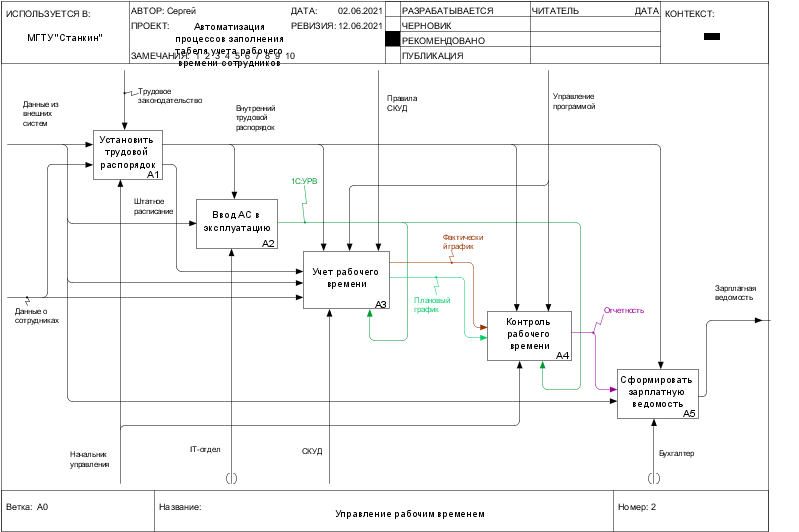 ИСПОЛЬЗУЕТСЯ В:
МГТУ"Станкин"
АВТОР: Сергей
ДАТА: 02.06.2021
ПРОЕКТ: Автоматизация
процессов заполнения
табеля учета рабочего
времени сотрудников
РЕВИЗИЯ: 12.06.2021
ЗАМЕЧАНИЯ: 1 2 3 4 5 6 7 8 9 10
РАЗРАБАТЫВАЕТСЯ
ЧЕРНОВИК
РЕКОМЕНДОВАНО
ПУБЛИКАЦИЯ
ЧИТАТЕЛЬ
ДАТА
КОНТЕКСТ:
Трудовое
законодательство
Данные из
внешних
систем
Внутренний
трудовой
распорядок
Правила
СКУД
Управление
программой
Установить
трудовой
распорядок
A1
Штатное
расписание
1С:УРВ
Ввод АС в
эксплуатацию
A2
Фактически
й график
Учет рабочего
времени
A3
Плановый
график
Зарплатная
ведомость
Данные о
сотрудниках
Контроль
рабочего
времени
A4
Отчетность
Сформировать
зарплатную
ведомость
A5
Начальник
управления
IT-отдел
СКУД
Бухгалтер
Ветка: A0
Название:
Управление рабочим временем
Номер: 2